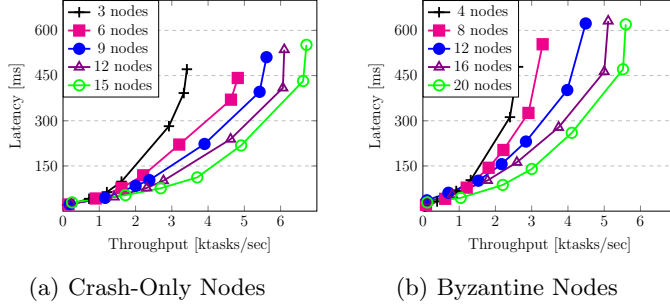 600
450
300
150
Latency [ms]
3 nodes
6 nodes
9 nodes
12 nodes
15 nodes
0 1 2 3 4 5 6
Throughput [ktasks/sec]
(a) Crash-Only Nodes
600
450
300
150
Latency [ms]
4 nodes
8 nodes
12 nodes
16 nodes
20 nodes
0 1 2 3 4 5 6
Throughput [ktasks/sec]
(b) Byzantine Nodes